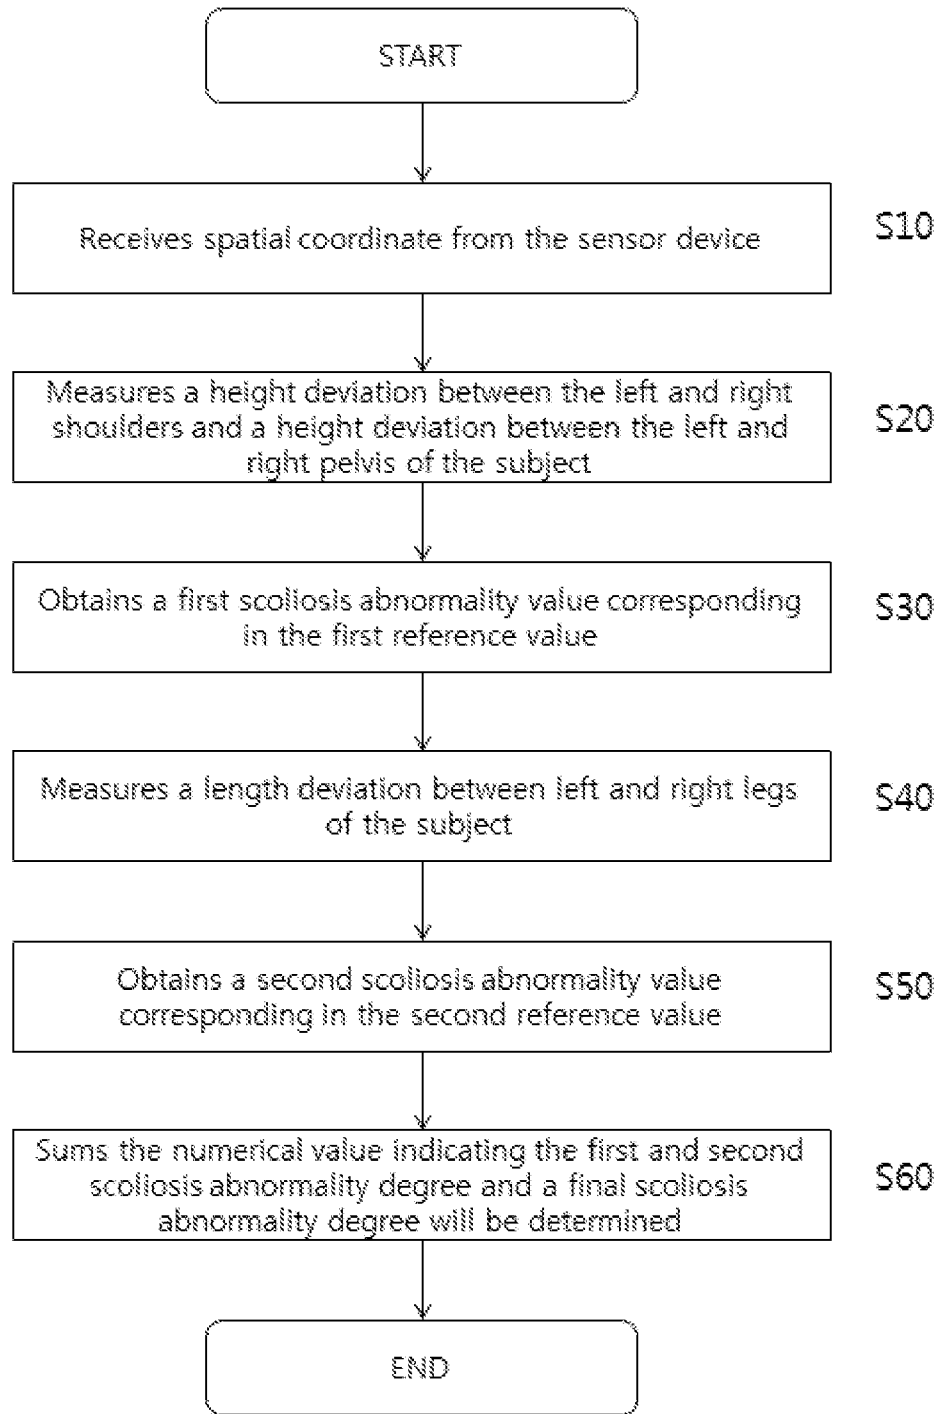 START
Receives spatial coordinate from the sensor device
S10
Measures a height deviation between the left and right
shoulders and a height deviation between the left and
right pelvis of the subject
S20
Obtains a first scoliosis abnormality value corresponding
in the first reference value
S30
Measures a length deviation between left and right legs
of the subject
S40
Obtains a second scoliosis abnormality value
corresponding in the second reference value
S50
Sums the numerical value indicating the first and second
scoliosis abnormality degree and a final scoliosis
abnormality degree will be determined
S60
END